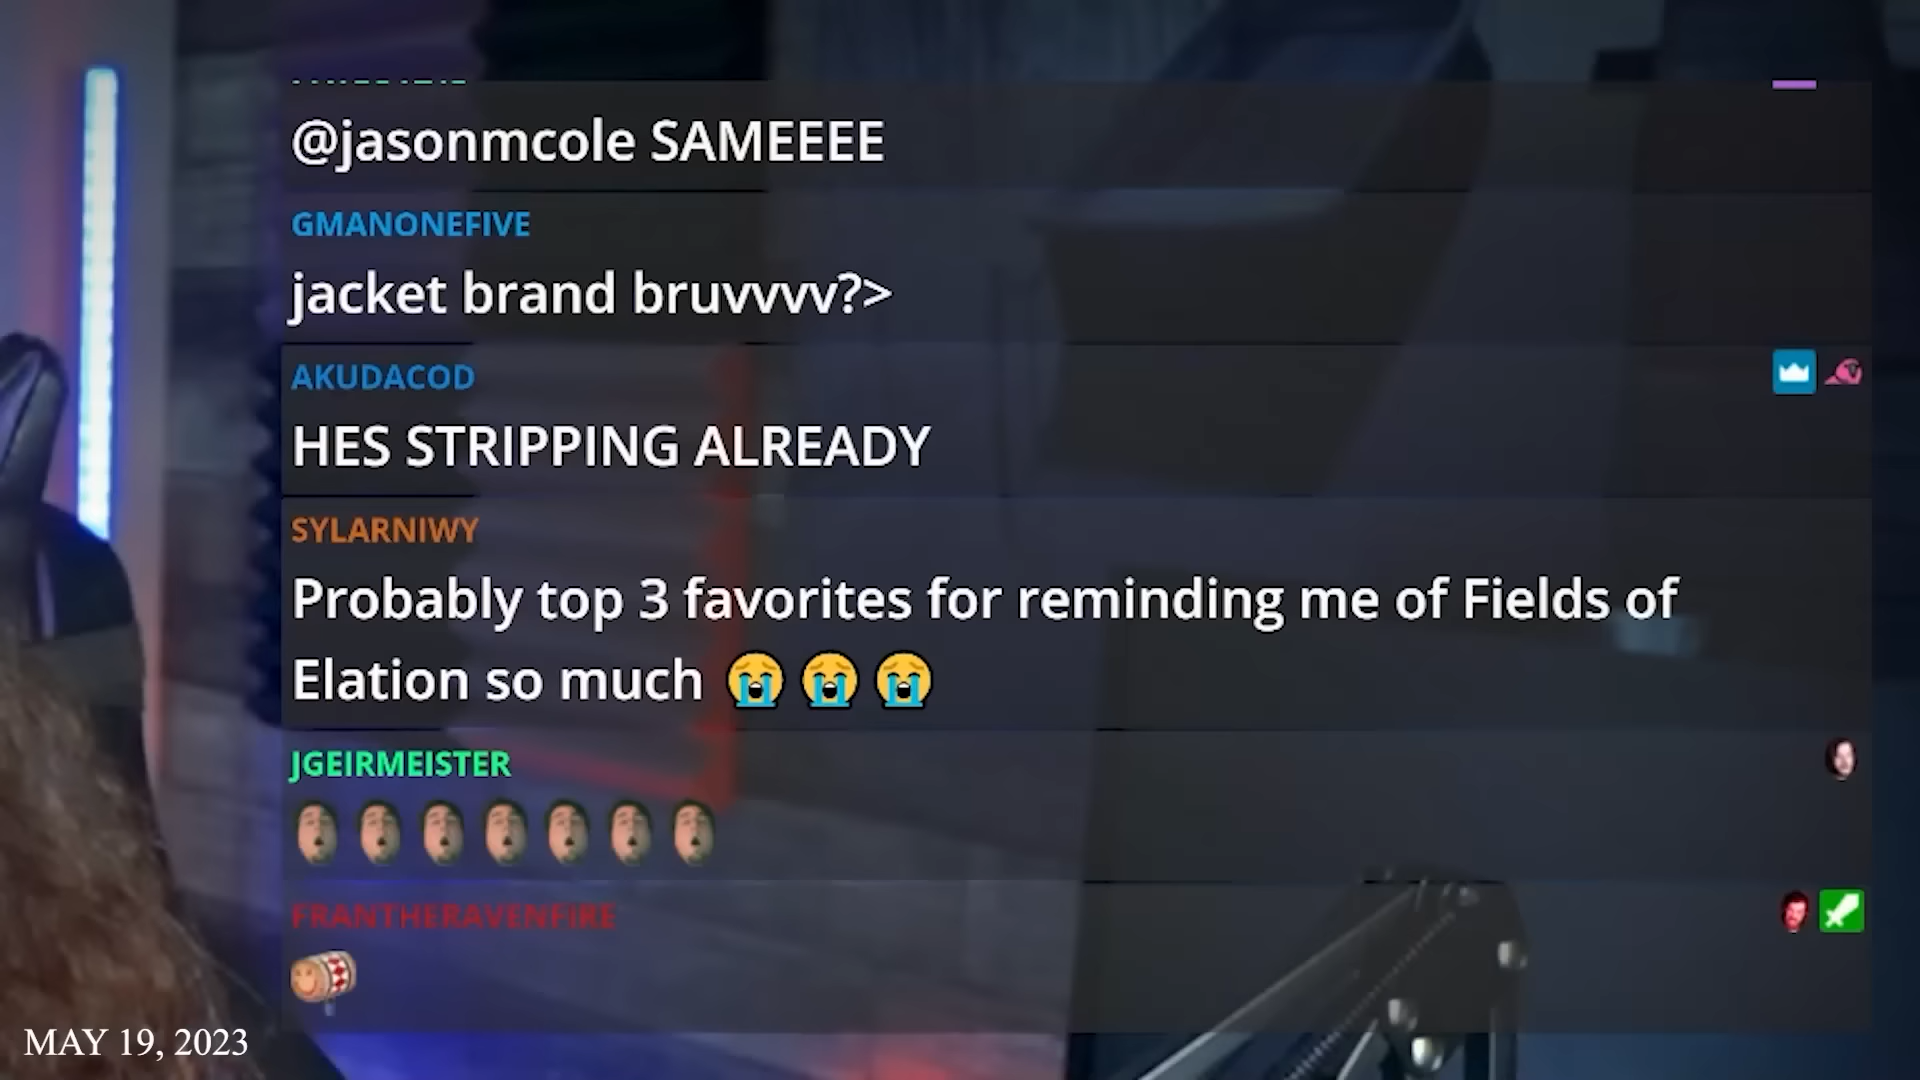 @jasonmcole SAMEEEE
GMANONEFIVE
jacket brand bruvvvv?>
AKUDACOD
HES STRIPPING ALREADY
SYLARNIWY
Probably top 3 favorites for reminding me of Fields of
Elation so much 😭 😭 😭
JGEIRMEISTER
FRANTHERAVENFIRE
MAY 19, 2023